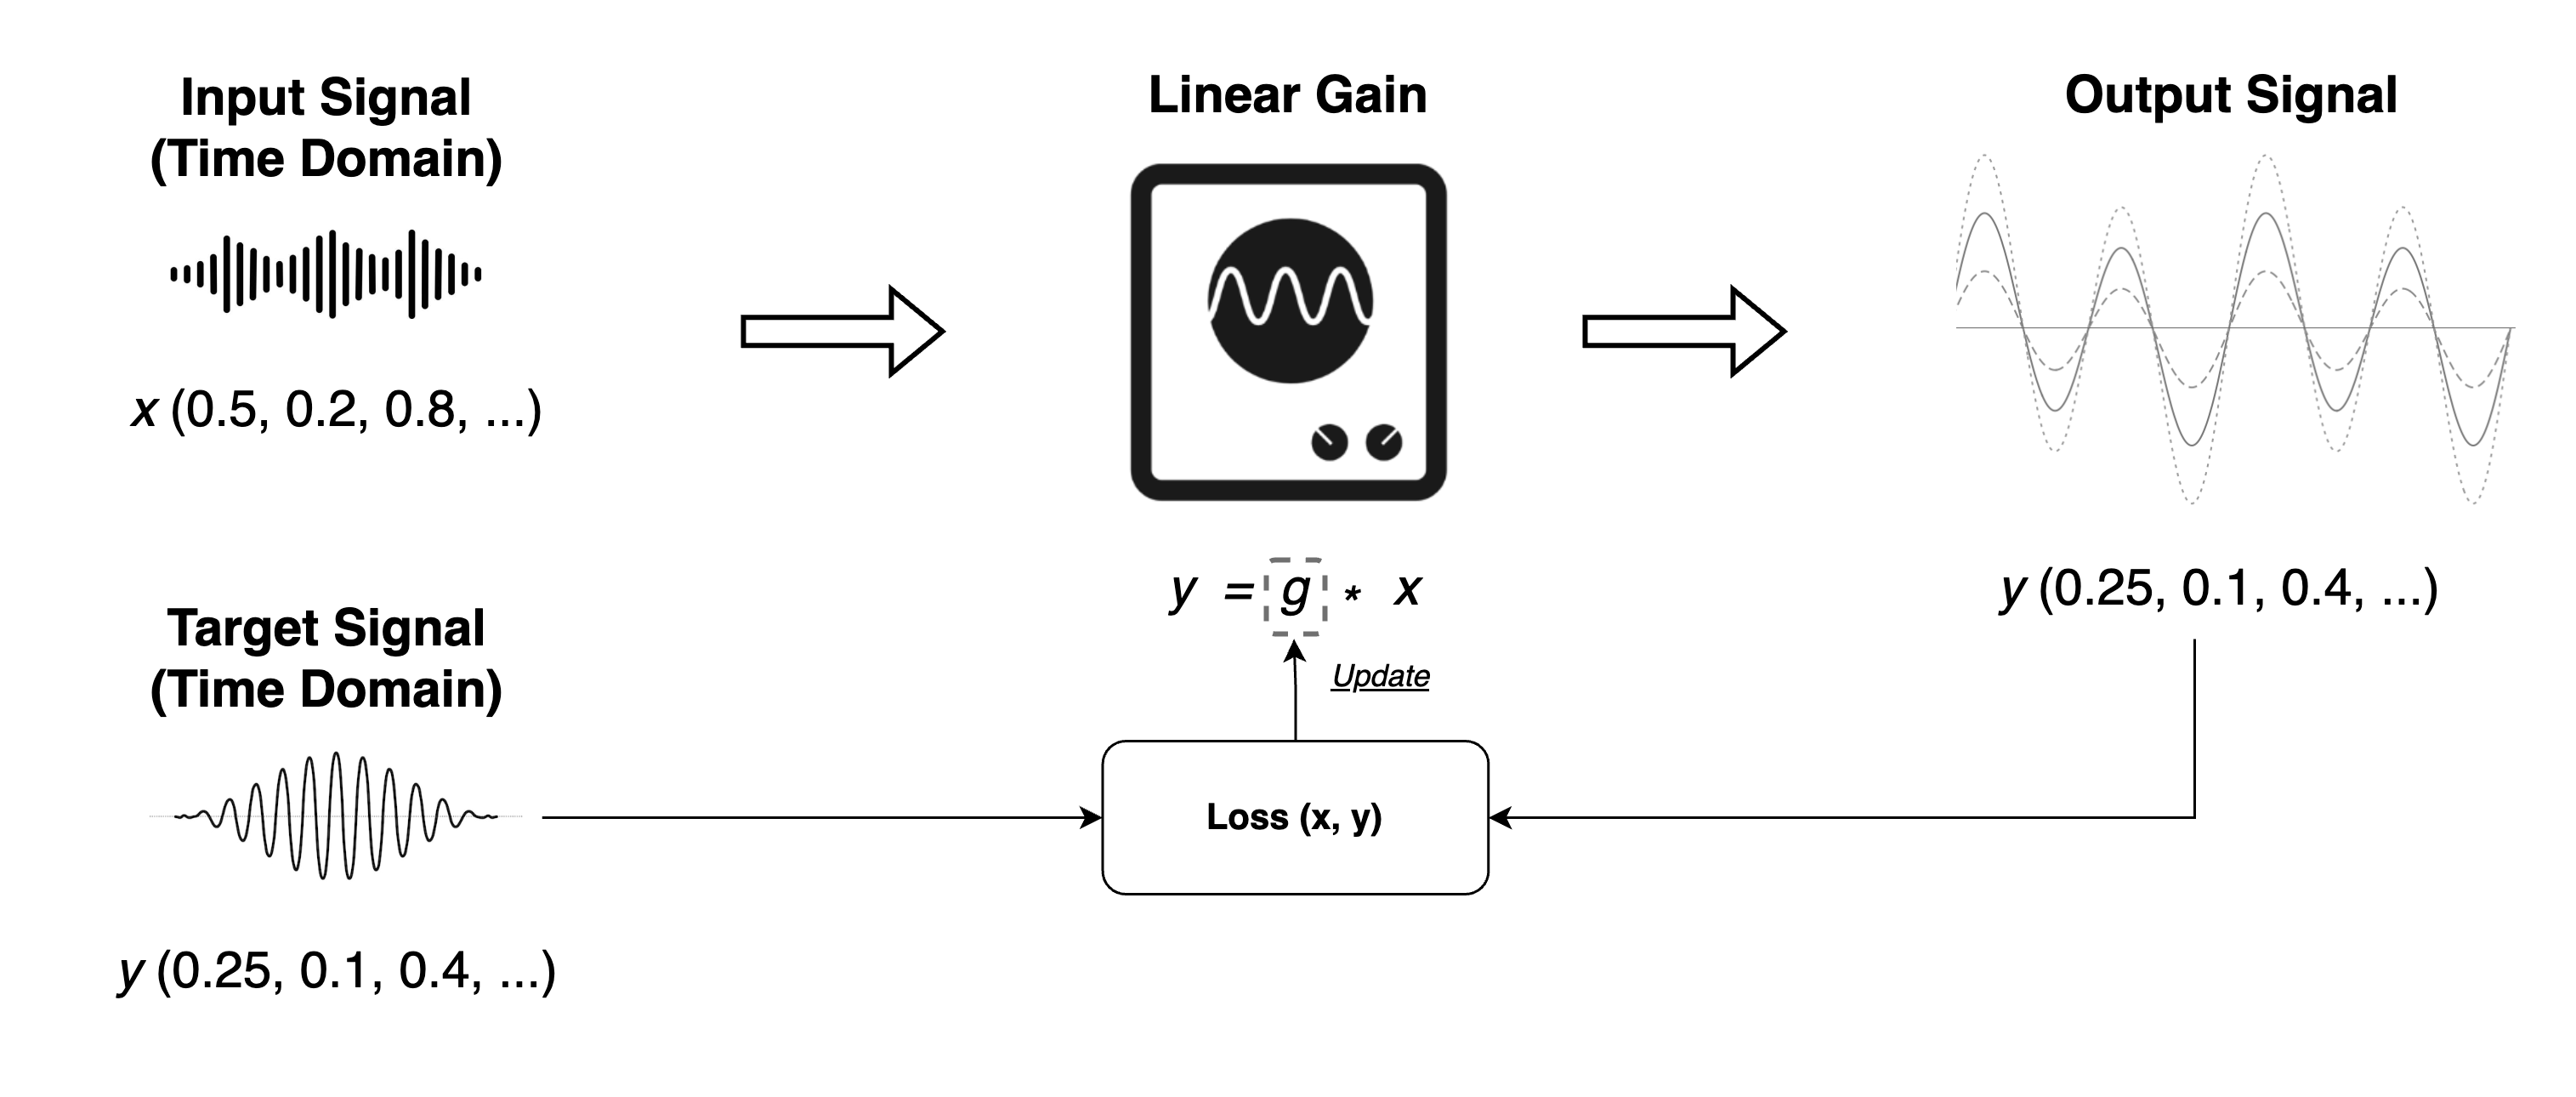 Input Signal
(Time Domain)
x (0.5, 0.2, 0.8, ...)
Linear Gain
y = g * x
Output Signal
y (0.25, 0.1, 0.4, ...)
Target Signal
(Time Domain)
y (0.25, 0.1, 0.4, ...)
Update
Loss (x, y)